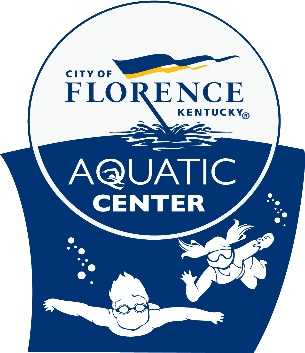 CITY OF
FLORENCE
KENTUCKY®
AQUATIC
CENTER